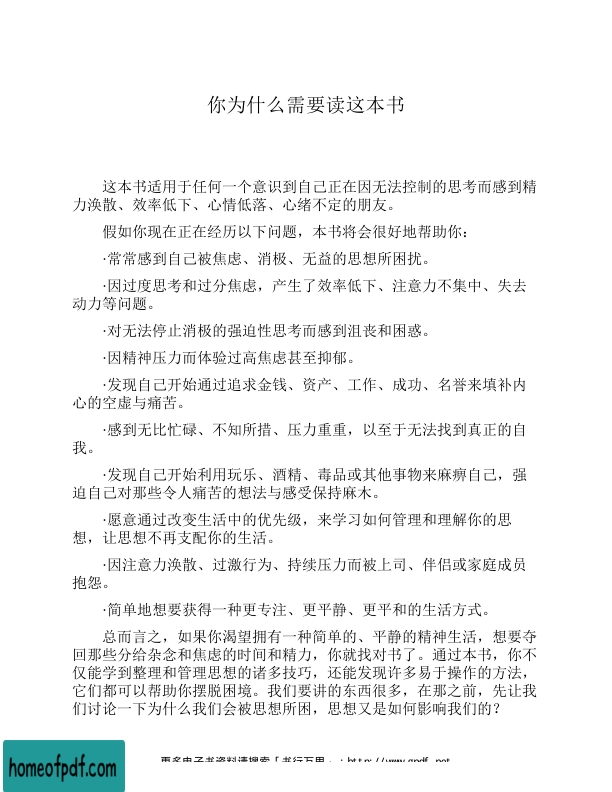 你为什么需要读这本书
这本书适用于任何一个意识到自己正在因无法控制的思考而感到精
力涣散、效率低下、心情低落、心绪不定的朋友。
假如你现在正在经历以下问题，本书将会很好地帮助你：
·常常感到自己被焦虑、消极、无益的思想所困扰。
·因过度思考和过分焦虑，产生了效率低下、注意力不集中、失去
动力等问题。
·对无法停止消极的强迫性思考而感到沮丧和困惑。
·因精神压力而体验过高焦虑甚至抑郁。
·发现自己开始通过追求金钱、资产、工作、成功、名誉来填补内
心的空虚与痛苦。
·感到无比忙碌、不知所措、压力重重，以至于无法找到真正的自
我。
·发现自己开始利用玩乐、酒精、毒品或其他事物来麻痹自己，强
迫自己对那些令人痛苦的想法与感受保持麻木。
·愿意通过改变生活中的优先级，来学习如何管理和理解你的思
想，让思想不再支配你的生活。
·因注意力涣散、过激行为、持续压力而被上司、伴侣或家庭成员
抱怨。
·简单地想要获得一种更专注、更平静、更平和的生活方式。
总而言之，如果你渴望拥有一种简单的、平静的精神生活，想要夺
回那些分给杂念和焦虑的时间和精力，你就找对书了。通过本书，你不
仅能学到整理和管理思想的诸多技巧，还能发现许多易于操作的方法，
它们都可以帮助你摆脱困境。我们要讲的东西很多，在那之前，先让我
们讨论一下为什么我们会被思想所困，思想又是如何影响我们的？
更多电子书资料请搜索「书行万里」：http://www.gpdf.net
homeofpdf.com